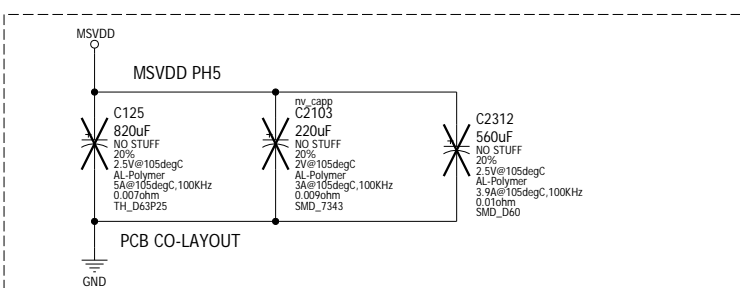 MSVDD
MSVDD PH5
C125
820uF
NO STUFF
20%
2.5V@105degC
AL-Polymer
5A@105degC,100KHz
0.007ohm
TH_D63P25
nv_capp
C2103
220uF
NO STUFF
20%
2V@105degC
AL-Polymer
3A@105degC,100KHz
0.009ohm
SMD_7343
C2312
560uF
NO STUFF
20%
2.5V@105degC
AL-Polymer
3.9A@105degC,100KHz
0.01ohm
SMD_D60
PCB CO-LAYOUT
GND